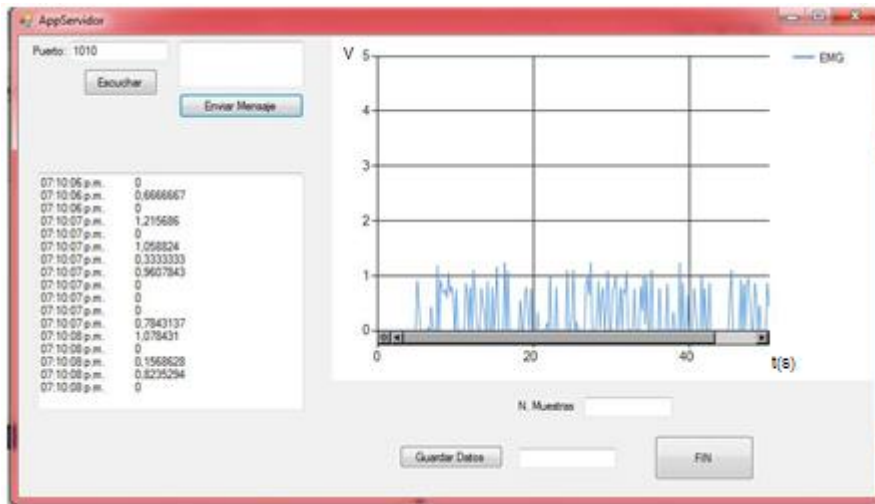 AppServidor
Puerto: 1010
Escuchar
Enviar Mensaje
07:10:06 p.m. 0
07:10:06 p.m. 0,6666667
07:10:06 p.m. 0
07:10:07 p.m. 1,215686
07:10:07 p.m. 0
07:10:07 p.m. 1,058824
07:10:07 p.m. 0,3333333
07:10:07 p.m. 0,9607843
07:10:07 p.m. 0
07:10:07 p.m. 0
07:10:07 p.m. 0
07:10:07 p.m. 0,7843137
07:10:08 p.m. 1,078431
07:10:08 p.m. 0
07:10:08 p.m. 0,1568628
07:10:08 p.m. 0,8235294
07:10:08 p.m. 0
V
5
4
3
2
1
0
0 20 40
t(s)
EMG
N. Muestras
Guardar Datos
FIN